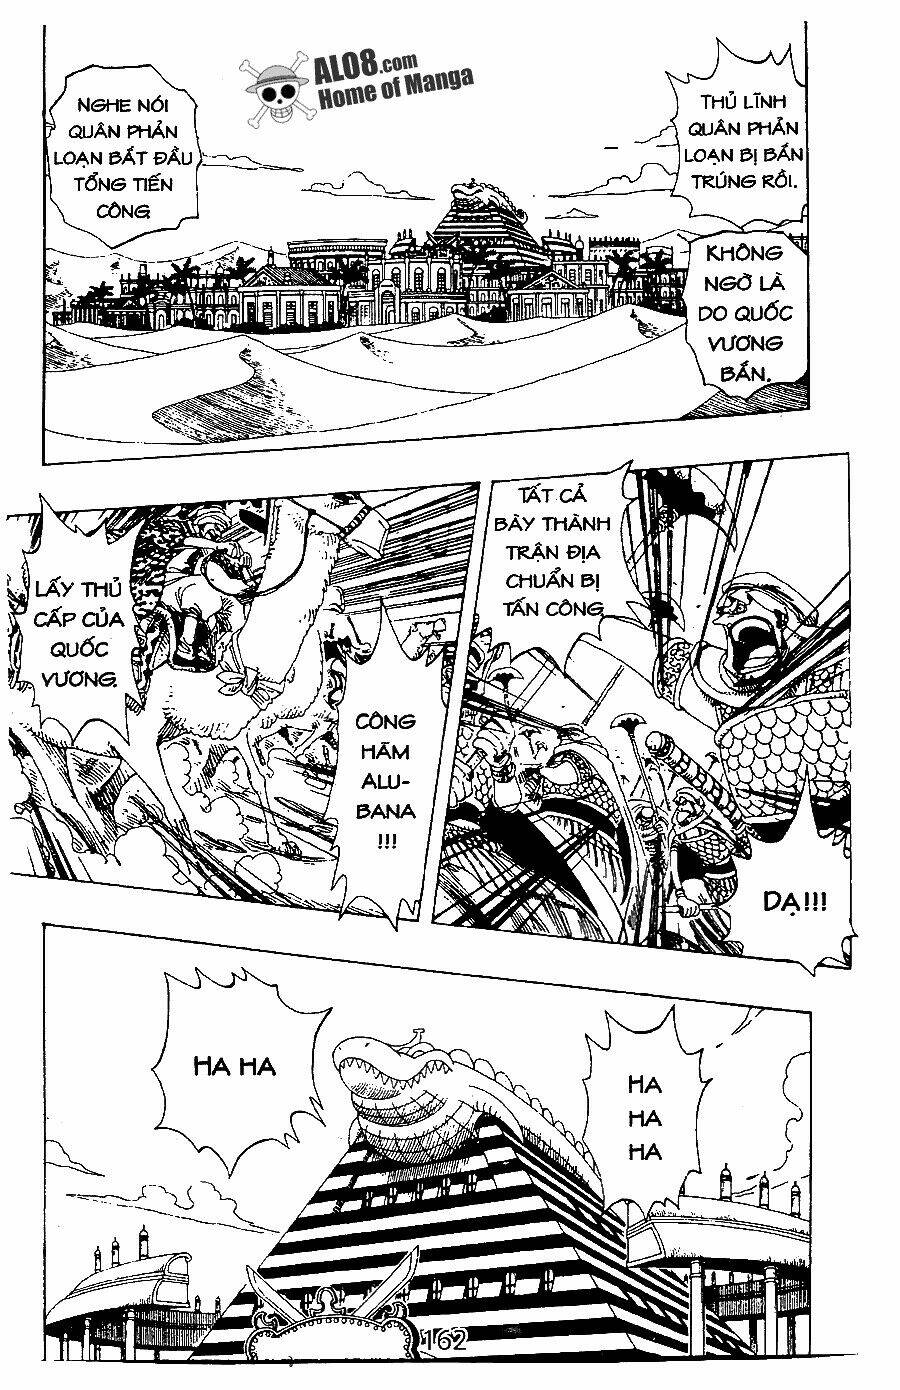 ALO8.com
Home of Manga
THỦ LĨNH
QUÂN PHẢN
LOẠN BỊ BẮN
TRÚNG RỒI.
KHÔNG
NGỜ LÀ
DO QUỐC
VƯƠNG
BẮN.
NGHE NÓI
QUÂN PHẢN
LOẠN BẮT ĐẦU
TỔNG TIẾN
CÔNG
TẤT CẢ
BÀY THÀNH
TRẬN ĐỊA
CHUẨN BỊ
TẤN CÔNG
DẠ!!!
CÔNG
HÃM
ALU-
BANA
!!!
LẤY THỦ
CẤP CỦA
QUỐC
VƯƠNG.
HA
HA
HA
HA HA
162